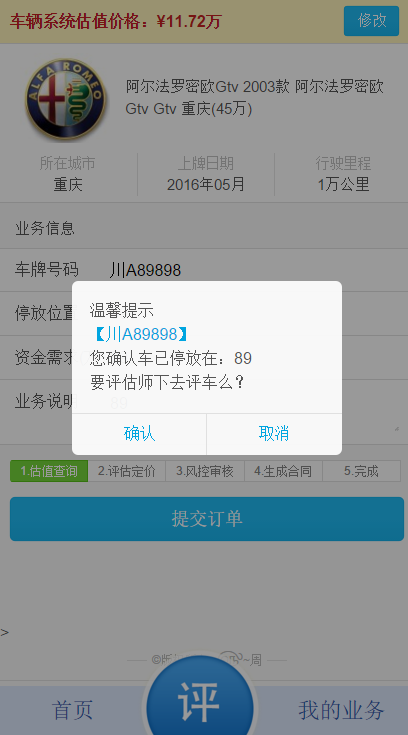 车辆系统估值价格：¥11.72万
修改
ALFA ROMEO
阿尔法罗密欧Gtv 2003款 阿尔法罗密欧
Gtv Gtv 重庆(45万)
所在城市 上牌日期 行驶里程
重庆 2016年05月 1万公里
业务信息
车牌号码 川A89898
停放位
资金需
业务说
温馨提示
【川A89898】
您确认车已停放在：89
要评估师下去评车么？
确认 取消
1.估值查询 2.评估定价 3.风控审核 4.生成合同 5.完成
提交订单
>
~周
首页 评 我的业务